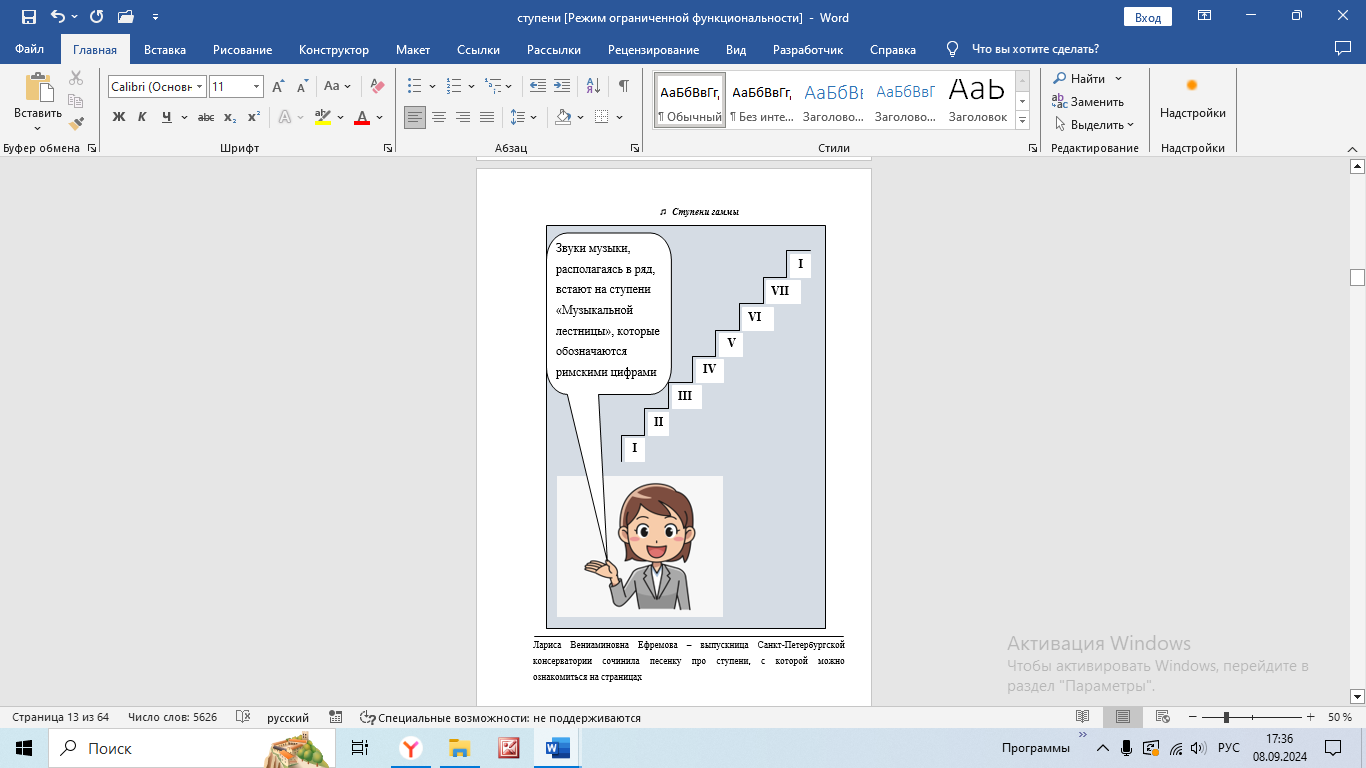 ступени [Режим ограниченной функциональности] - Word
Вход
Файл Главная Вставка Рисование Конструктор Макет Ссылки Рассылки Рецензирование Вид Разработчик Справка Что вы хотите сделать?
Вставить
Calibri (Основн 11
Аа
Ж К Ч abc x₂ x²
АаБбВвГг, АаБбВвГг, АаБбВв АаБбВвГ АаЬ
¶ Обычный ¶ Без инте... Заголово... Заголово... Заголовок
Найти
Заменить
Выделить
Надстройки
Буфер обмена Шрифт Абзац Стили Редактирование Надстройки
♫ Ступени гаммы
Звуки музыки,
располагаясь в ряд,
встают на ступени
«Музыкальной
лестницы», которые
обозначаются
римскими цифрами
I
VII
VI
V
IV
III
II
I
Лариса Вениаминовна Ефремова – выпускница Санкт-Петербургской
консерватории сочинила песенку про ступени, с которой можно
ознакомиться на страницах
Активация Windows
Чтобы активировать Windows, перейдите в
раздел "Параметры".
Страница 13 из 64 Число слов: 5626 русский Специальные возможности: не поддерживаются 50 %
Поиск
Программы
РУС
17:36
08.09.2024